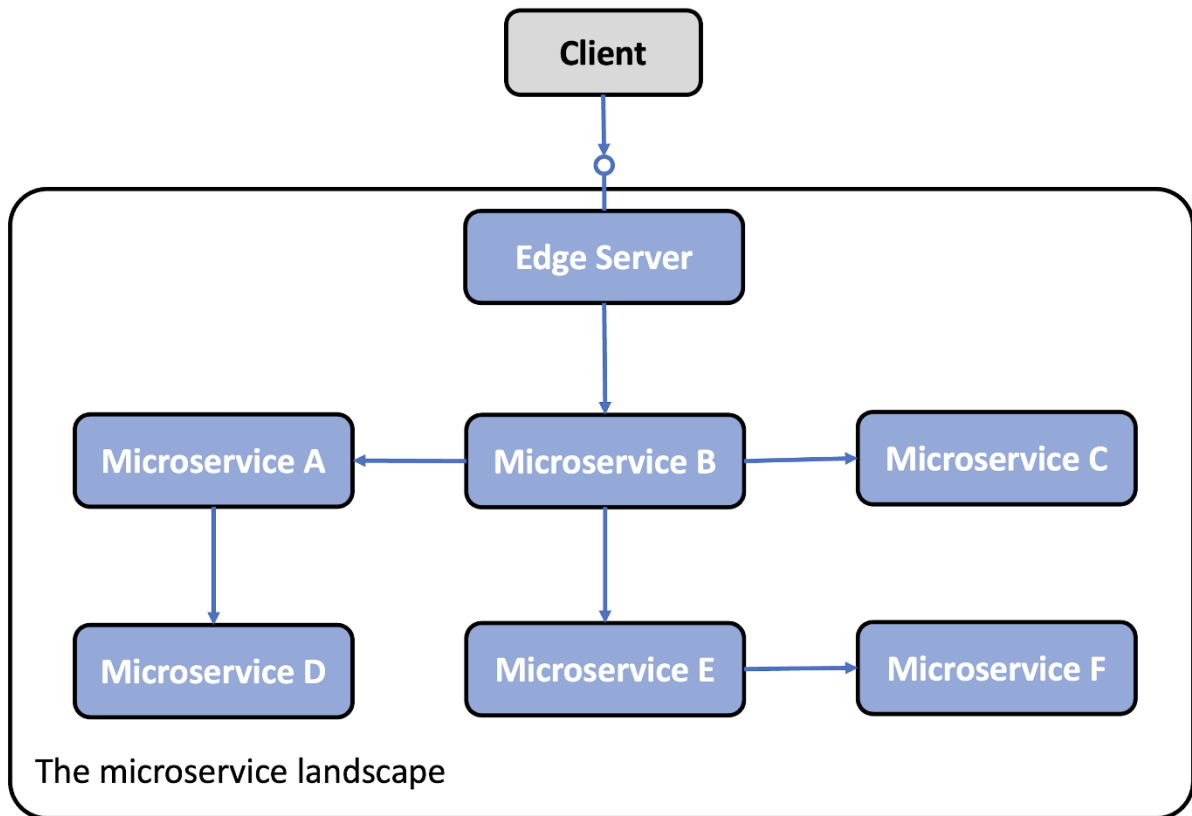 Client
Edge Server
Microservice A
Microservice B
Microservice C
Microservice D
Microservice E
Microservice F
The microservice landscape